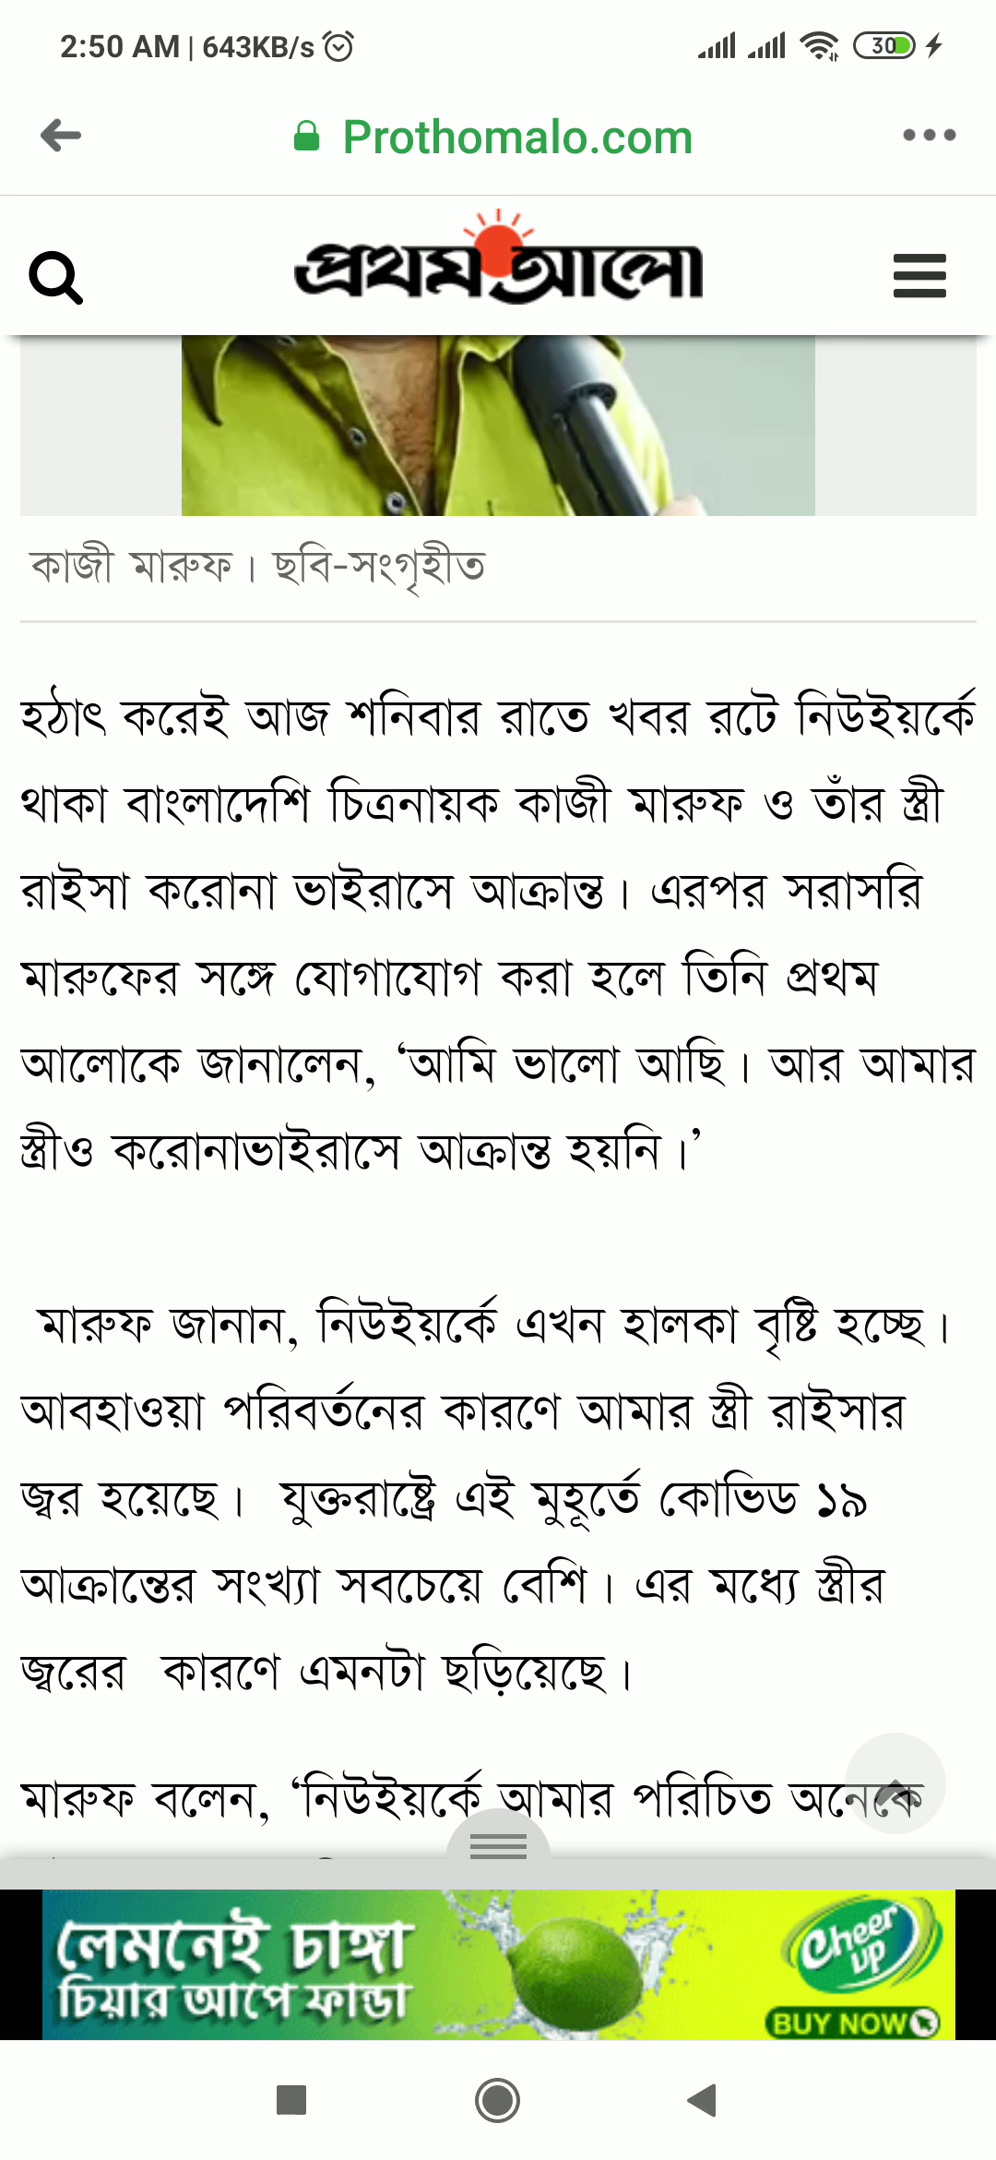 2:50 AM | 643KB/s
30
Prothomalo.com
প্রথম আলো
কাজী মারুফ। ছবি-সংগৃহীত
হঠাৎ করেই আজ শনিবার রাতে খবর রটে নিউইয়র্কে
থাকা বাংলাদেশি চিত্রনায়ক কাজী মারুফ ও তাঁর স্ত্রী
রাইসা করোনা ভাইরাসে আক্রান্ত। এরপর সরাসরি
মারুফের সঙ্গে যোগাযোগ করা হলে তিনি প্রথম
আলোকে জানালেন, ‘আমি ভালো আছি। আর আমার
স্ত্রীও করোনাভাইরাসে আক্রান্ত হয়নি।’
মারুফ জানান, নিউইয়র্কে এখন হালকা বৃষ্টি হচ্ছে।
আবহাওয়া পরিবর্তনের কারণে আমার স্ত্রী রাইসার
জ্বর হয়েছে। যুক্তরাষ্ট্রে এই মুহূর্তে কোভিড ১৯
আক্রান্তের সংখ্যা সবচেয়ে বেশি। এর মধ্যে স্ত্রীর
জ্বরের কারণে এমনটা ছড়িয়েছে।
মারুফ বলেন, ‘নিউইয়র্কে আমার পরিচিত অনেকে
লেমনেই চাঙ্গা
চিয়ার আপে ফান্ডা
Cheer
up
BUY NOW